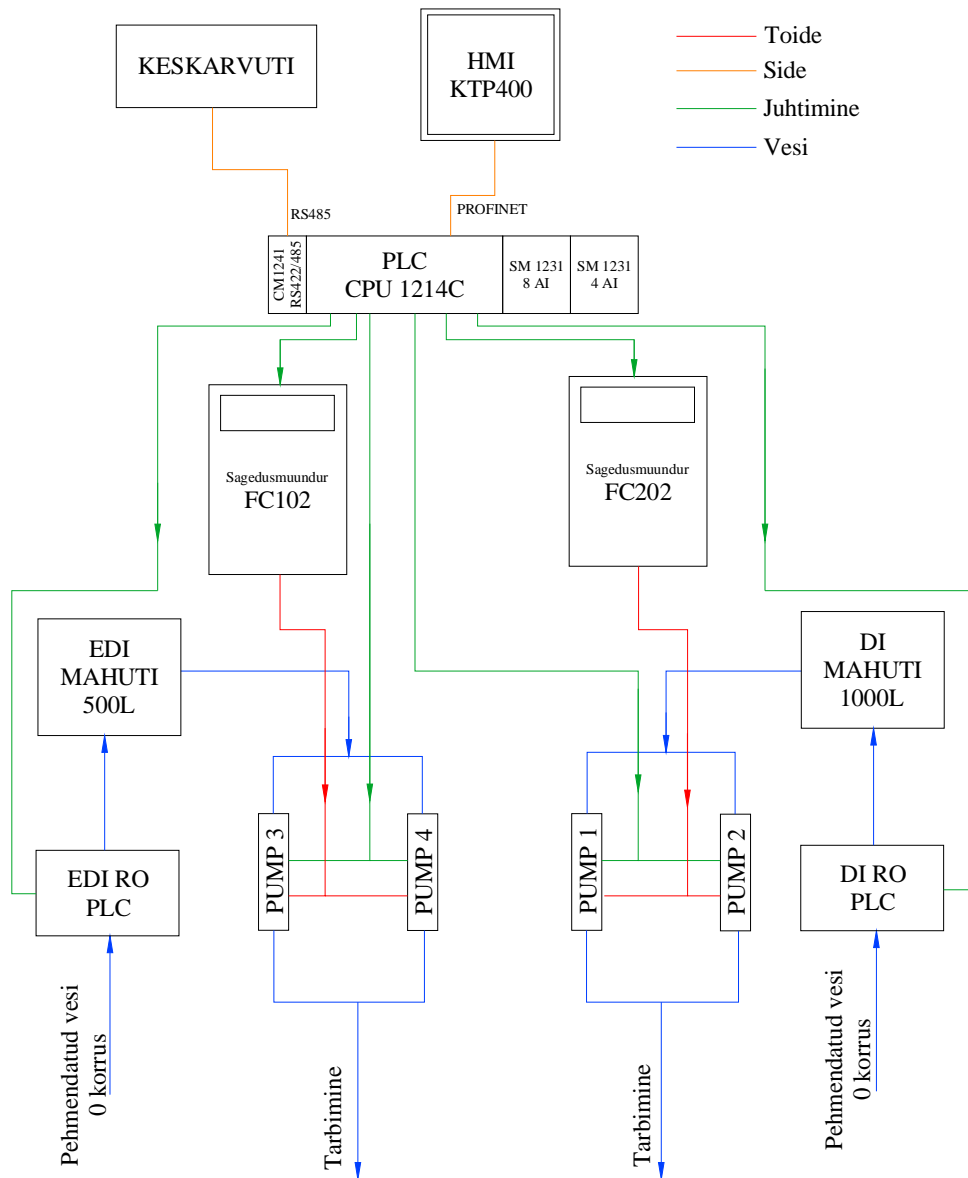 KESKARVUTI
HMI
KTP400
Toide
Side
Juhtimine
Vesi
RS485
PROFINET
CM1241
RS422/485
PLC
CPU 1214C
SM 1231
8 AI
SM 1231
4 AI
Sagedusmuundur
FC102
Sagedusmuundur
FC202
EDI
MAHUTI
500L
DI
MAHUTI
1000L
PUMP 3
PUMP 4
PUMP 1
PUMP 2
EDI RO
PLC
DI RO
PLC
Pehmendatud vesi
0 korrus
Tarbimine
Tarbimine
Pehmendatud vesi
0 korrus